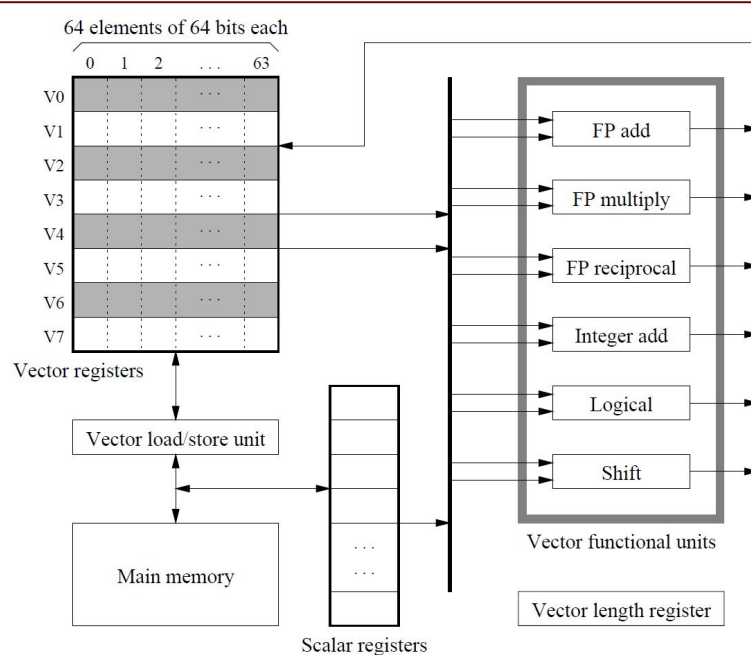 64 elements of 64 bits each
0 1 2 . . . 63
V0 . . .
V1 . . .
V2 . . .
V3 . . .
V4 . . .
V5 . . .
V6 . . .
V7 . . .
Vector registers
Vector load/store unit
Main memory
. . .
. . .
Scalar registers
FP add
FP multiply
FP reciprocal
Integer add
Logical
Shift
Vector functional units
Vector length register